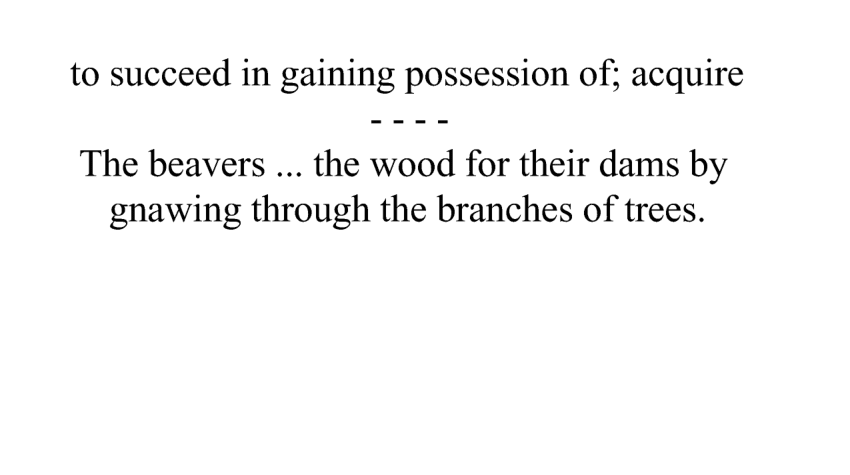 to succeed in gaining possession of; acquire
- - - -
The beavers ... the wood for their dams by
gnawing through the branches of trees.